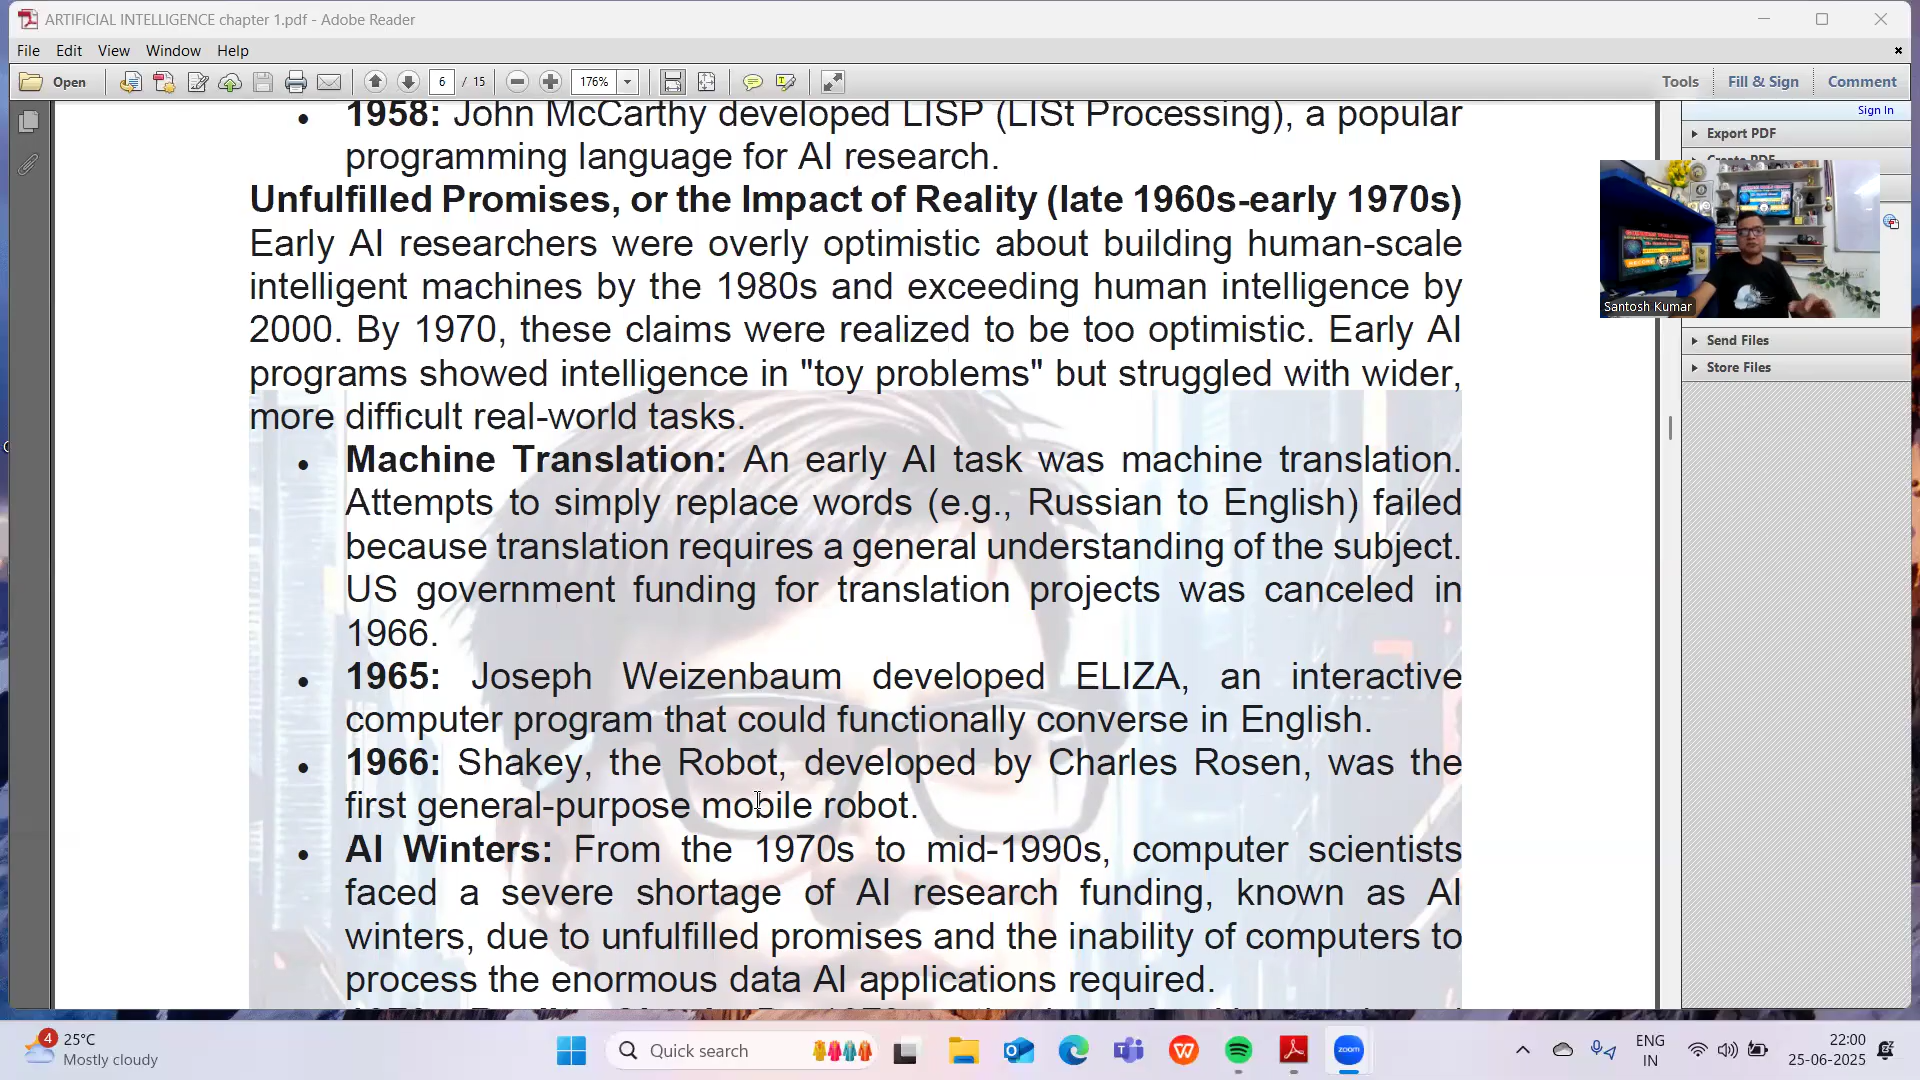 ARTIFICIAL INTELLIGENCE chapter 1.pdf - Adobe Reader
File Edit View Window Help
Open 6 / 15 176% Tools Fill & Sign Comment
Sign In
Export PDF
Create PDF
Send Files
Store Files
Santosh Kumar
• 1958: John McCarthy developed LISP (LISt Processing), a popular
programming language for AI research.
Unfulfilled Promises, or the Impact of Reality (late 1960s-early 1970s)
Early AI researchers were overly optimistic about building human-scale
intelligent machines by the 1980s and exceeding human intelligence by
2000. By 1970, these claims were realized to be too optimistic. Early AI
programs showed intelligence in "toy problems" but struggled with wider,
more difficult real-world tasks.
• Machine Translation: An early AI task was machine translation.
Attempts to simply replace words (e.g., Russian to English) failed
because translation requires a general understanding of the subject.
US government funding for translation projects was canceled in
1966.
• 1965: Joseph Weizenbaum developed ELIZA, an interactive
computer program that could functionally converse in English.
• 1966: Shakey, the Robot, developed by Charles Rosen, was the
first general-purpose mobile robot.
• AI Winters: From the 1970s to mid-1990s, computer scientists
faced a severe shortage of AI research funding, known as AI
winters, due to unfulfilled promises and the inability of computers to
process the enormous data AI applications required.
4 25°C
Mostly cloudy
Quick search
zoom
ENG
IN
22:00
25-06-2025